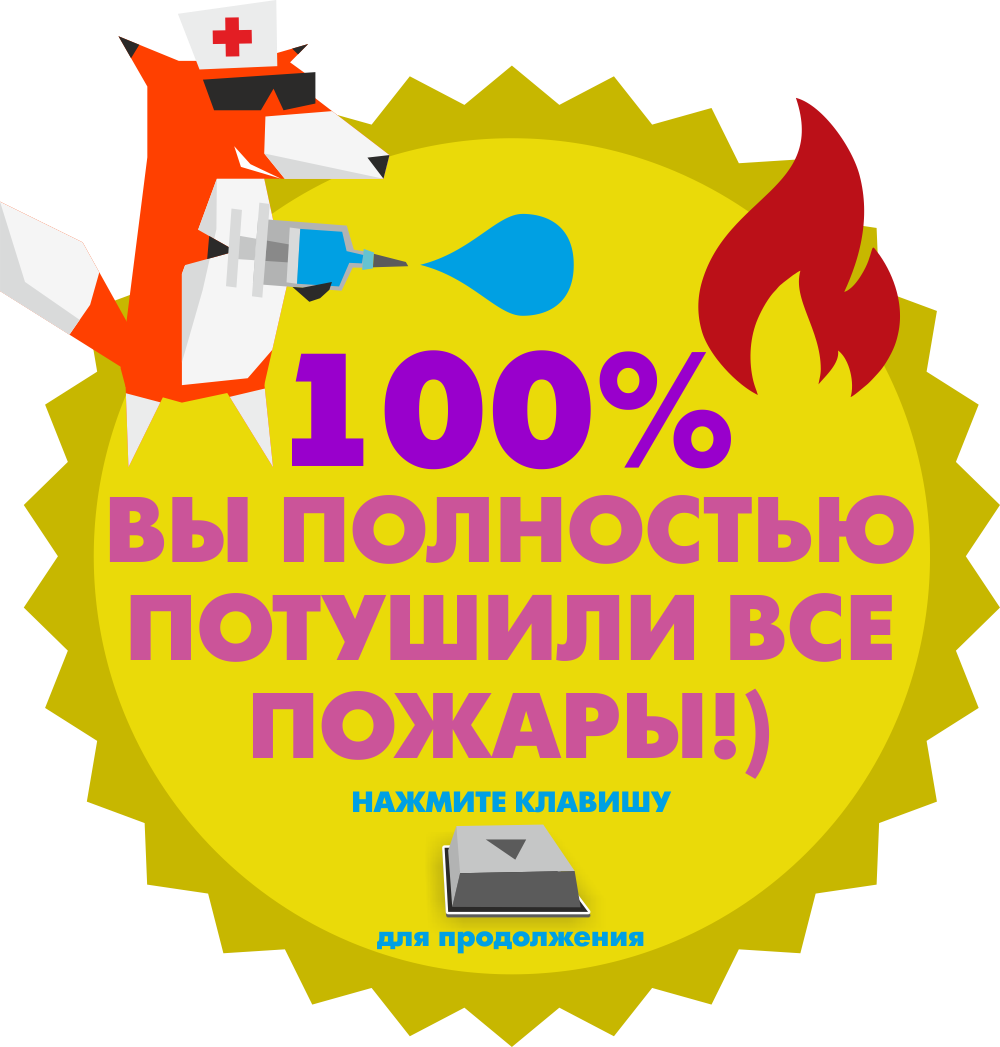 100%
ВЫ ПОЛНОСТЬЮ
ПОТУШИЛИ ВСЕ
ПОЖАРЫ!)
НАЖМИТЕ КЛАВИШУ
для продолжения